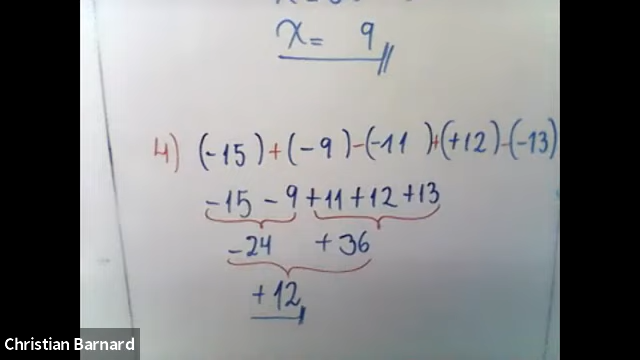 x = 9
4) (-15) + (-9) - (-11) + (+12) - (-13)
-15 - 9 + 11 + 12 + 13
-24 + 36
+12
Christian Barnard